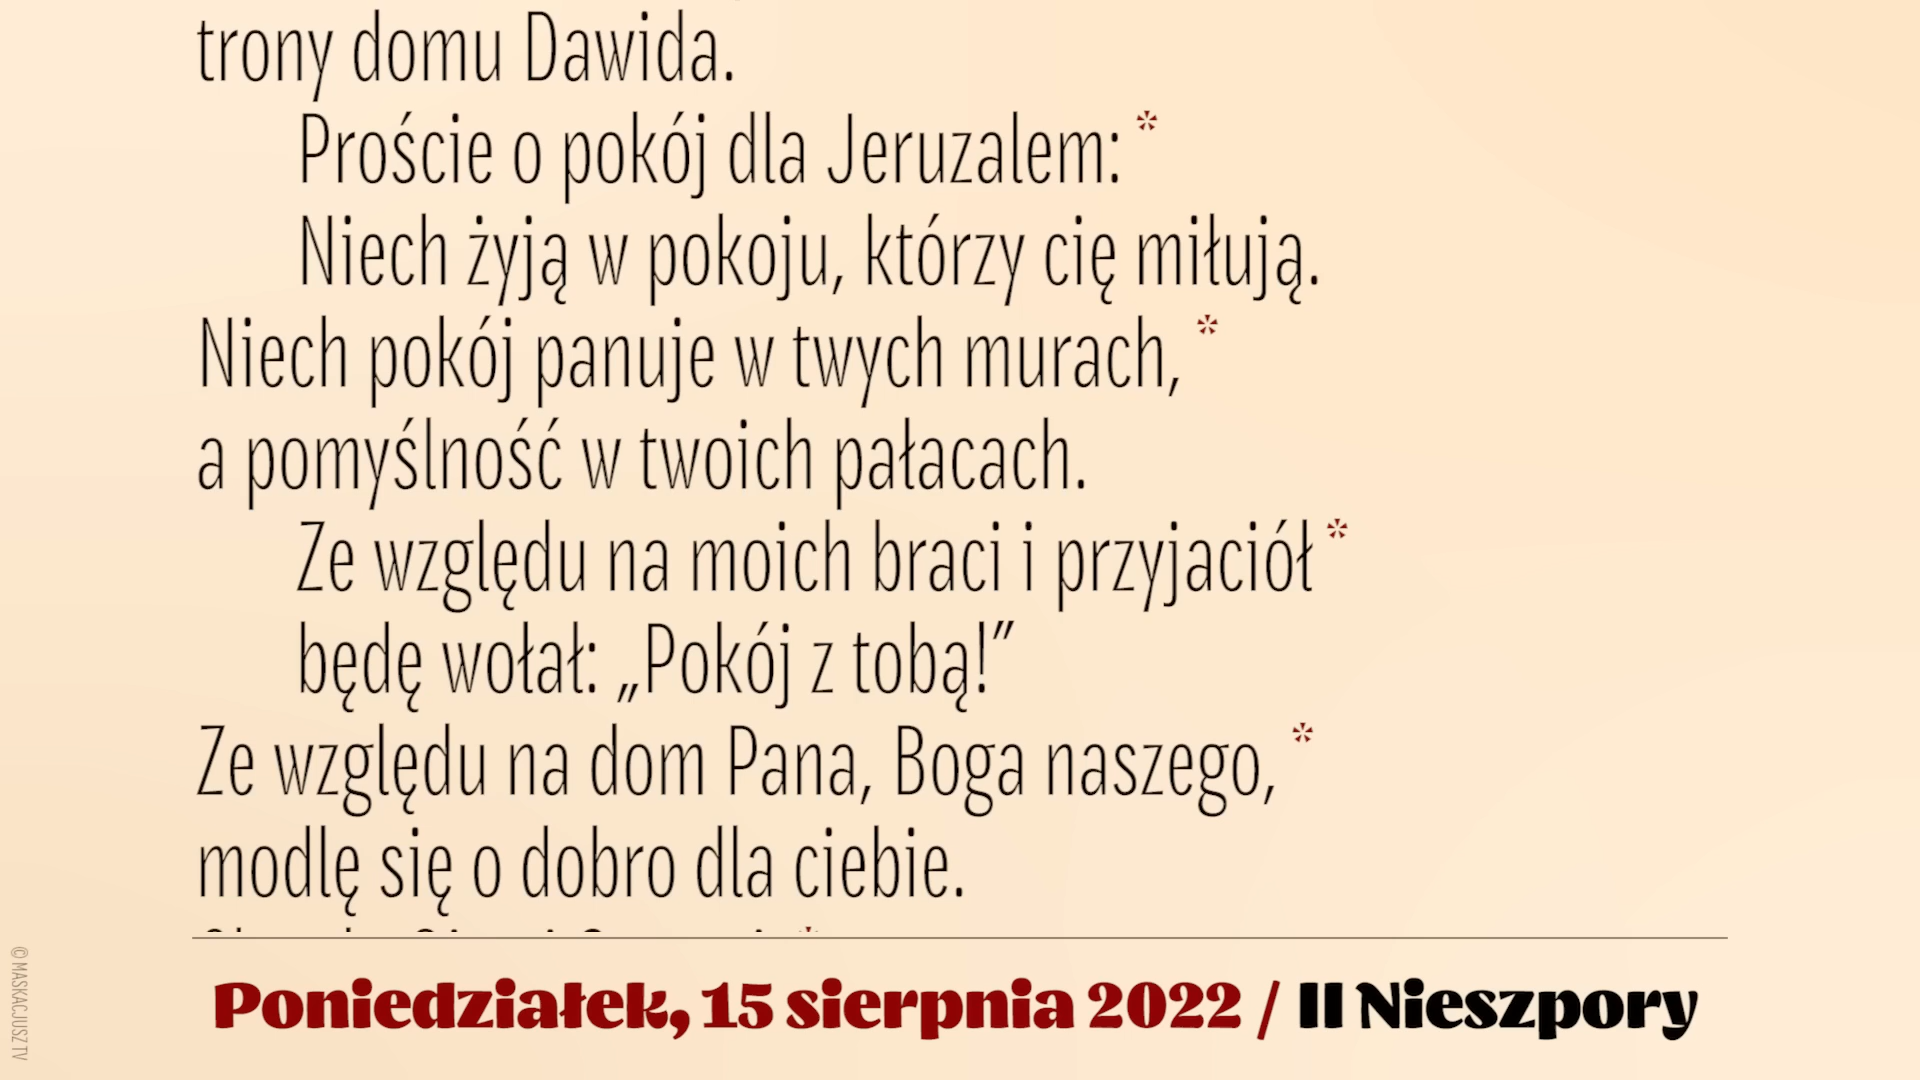 trony domu Dawida.
Proście o pokój dla Jeruzalem: *
Niech żyją w pokoju, którzy cię miłują.
Niech pokój panuje w twych murach, *
a pomyślność w twoich pałacach.
Ze względu na moich braci i przyjaciół *
będę wołał: „Pokój z tobą!”
Ze względu na dom Pana, Boga naszego, *
modlę się o dobro dla ciebie.
Poniedziałek, 15 sierpnia 2022 / II Nieszpory
© MASKACJUSZ TV